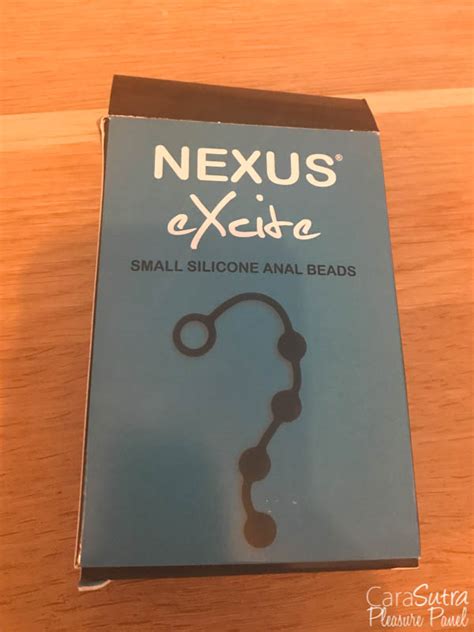 NEXUS®
eXcite
SMALL SILICONE ANAL BEADS
CaraSutra
Pleasure Panel